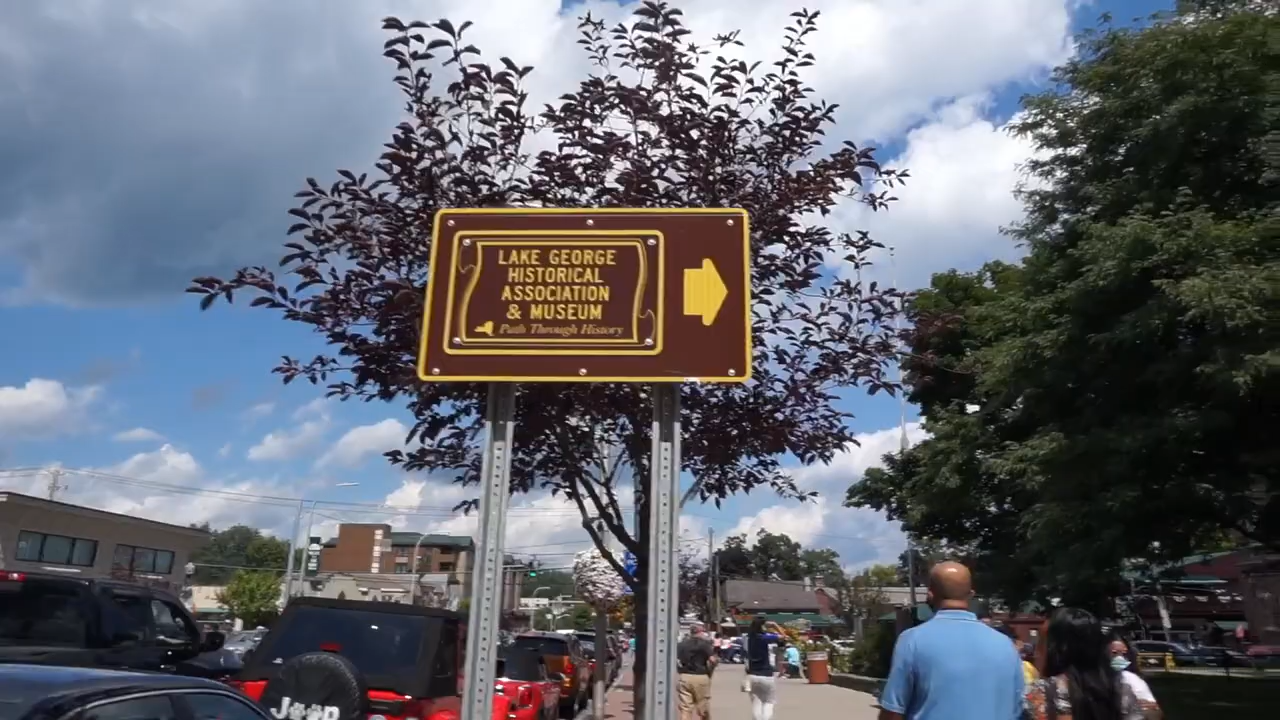 LAKE GEORGE
HISTORICAL
ASSOCIATION
& MUSEUM
Path Through History
Jeep